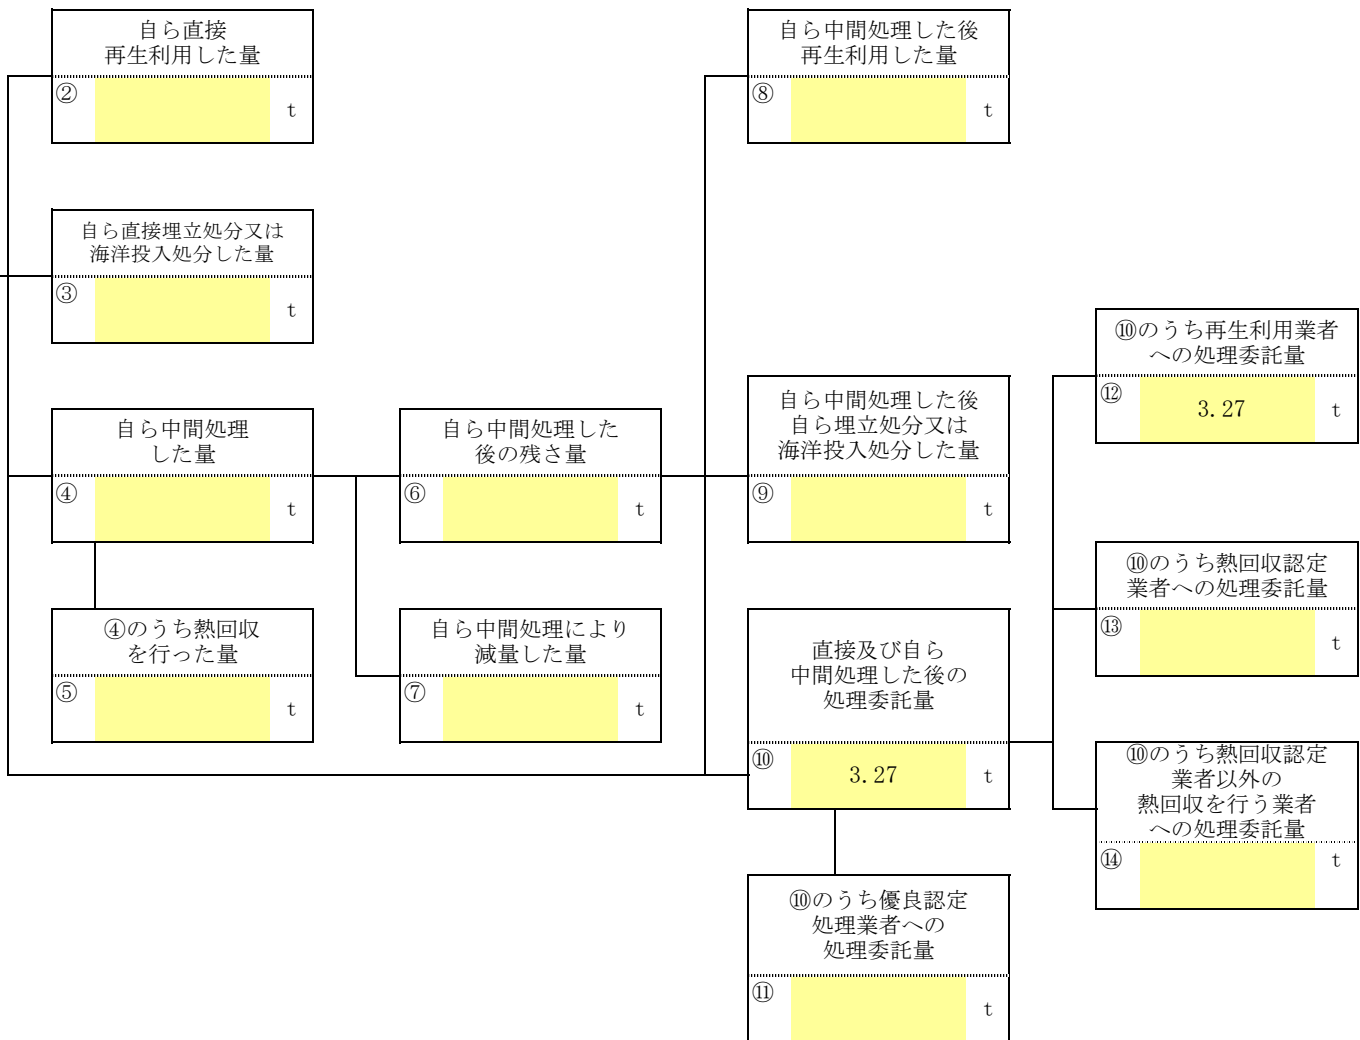 自ら直接
再生利用した量
②
t
自ら直接埋立処分又は
海洋投入処分した量
③
t
自ら中間処理
した量
④
t
④のうち熱回収
を行った量
⑤
t
自ら中間処理した
後の残さ量
⑥
t
自ら中間処理により
減量した量
⑦
t
自ら中間処理した後
再生利用した量
⑧
t
自ら中間処理した後
自ら埋立処分又は
海洋投入処分した量
⑨
t
直接及び自ら
中間処理した後の
処理委託量
⑩ 3.27 t
⑩のうち優良認定
処理業者への
処理委託量
⑪
t
⑩のうち再生利用業者
への処理委託量
⑫ 3.27 t
⑩のうち熱回収認定
業者への処理委託量
⑬
t
⑩のうち熱回収認定
業者以外の
熱回収を行う業者
への処理委託量
⑭
t